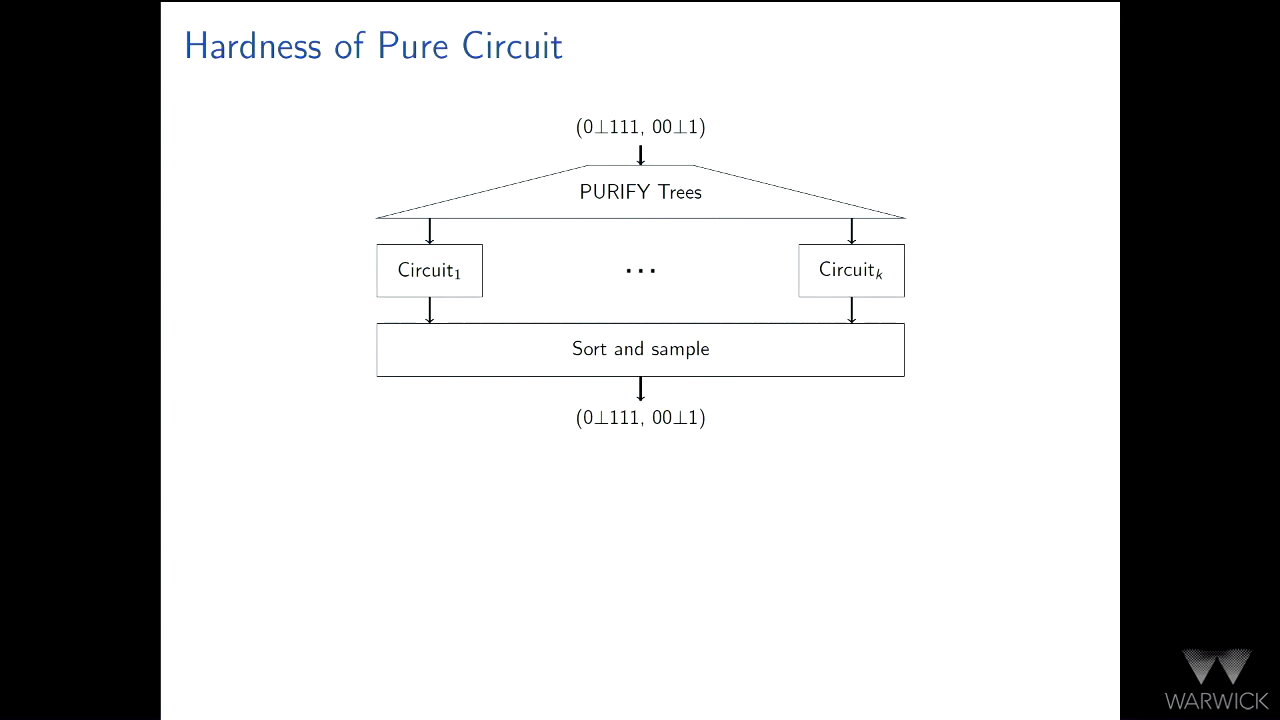 Hardness of Pure Circuit
(0⊥111, 00⊥1)
PURIFY Trees
Circuit₁ ... Circuitₖ
Sort and sample
(0⊥111, 00⊥1)
WARWICK